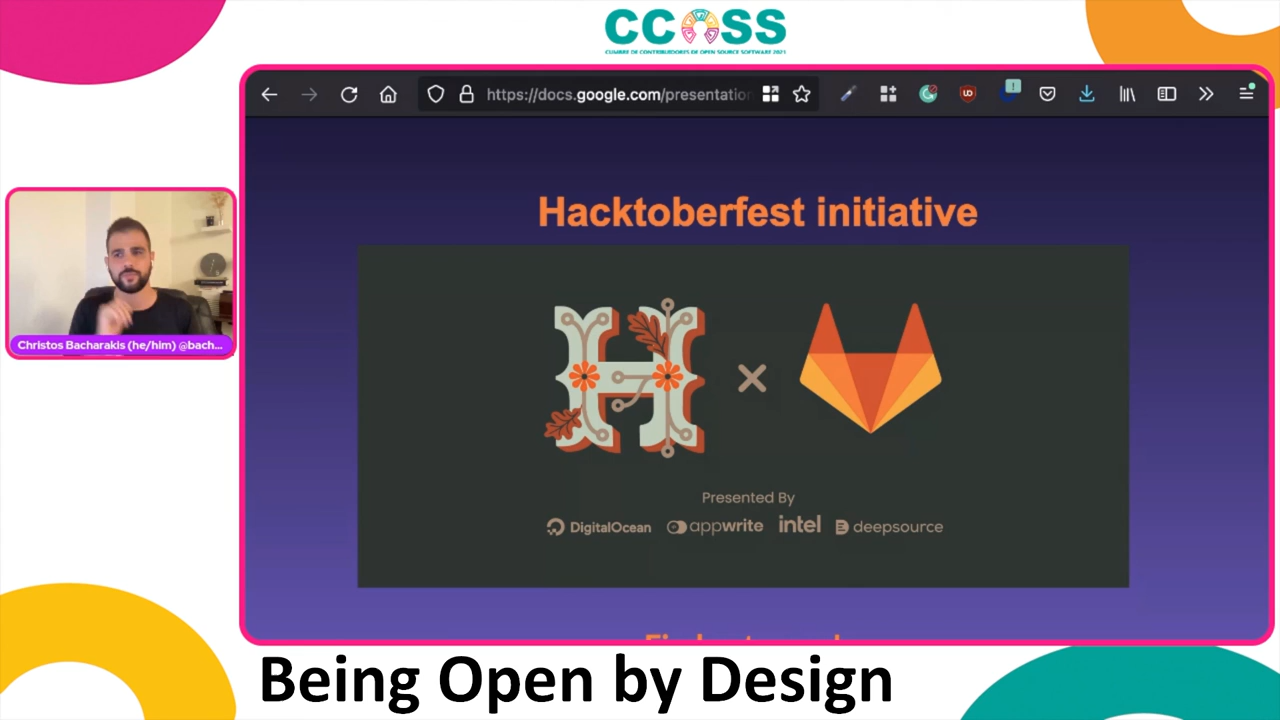 CCOSS
CUMBRE DE CONTRIBUIDORES DE OPEN SOURCE SOFTWARE 2021
https://docs.google.com/presentation
Hacktoberfest initiative
H
Presented By
DigitalOcean appwrite intel deepsource
Christos Bacharakis (he/him) @bach...
Being Open by Design